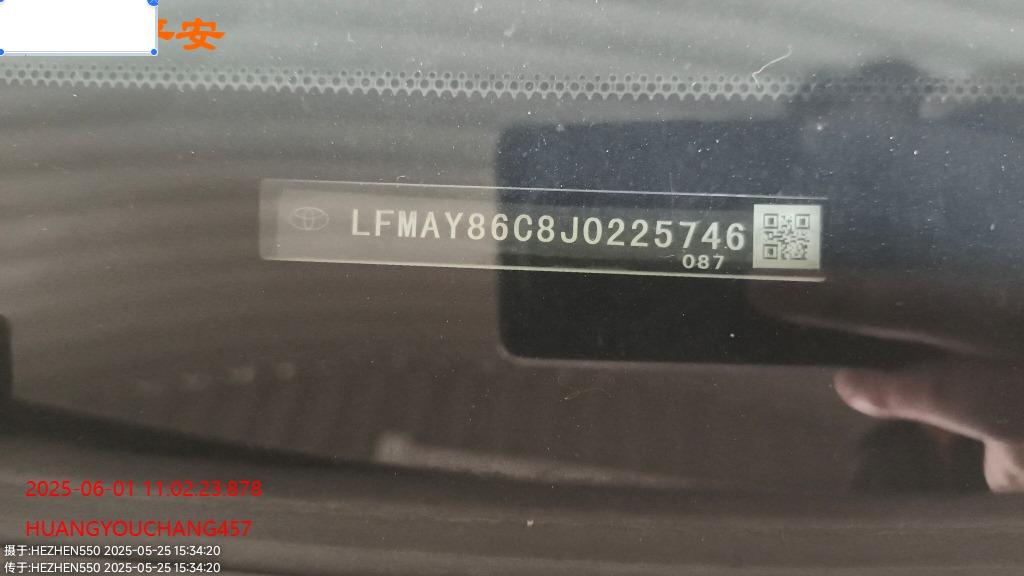 平安
LFMAY86C8J0225746
087
2025-06-01 11:02:23.878
HUANGYOUCHANG457
摄于:HEZHEN550 2025-05-25 15:34:20
传于:HEZHEN550 2025-05-25 15:34:20